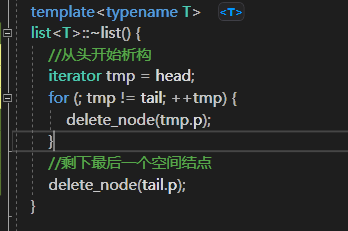 template<typename T> <T>
list<T>::~list() {
//从头开始析构
iterator tmp = head;
for (; tmp != tail; ++tmp) {
delete_node(tmp.p);
}
//剩下最后一个空间结点
delete_node(tail.p);
}